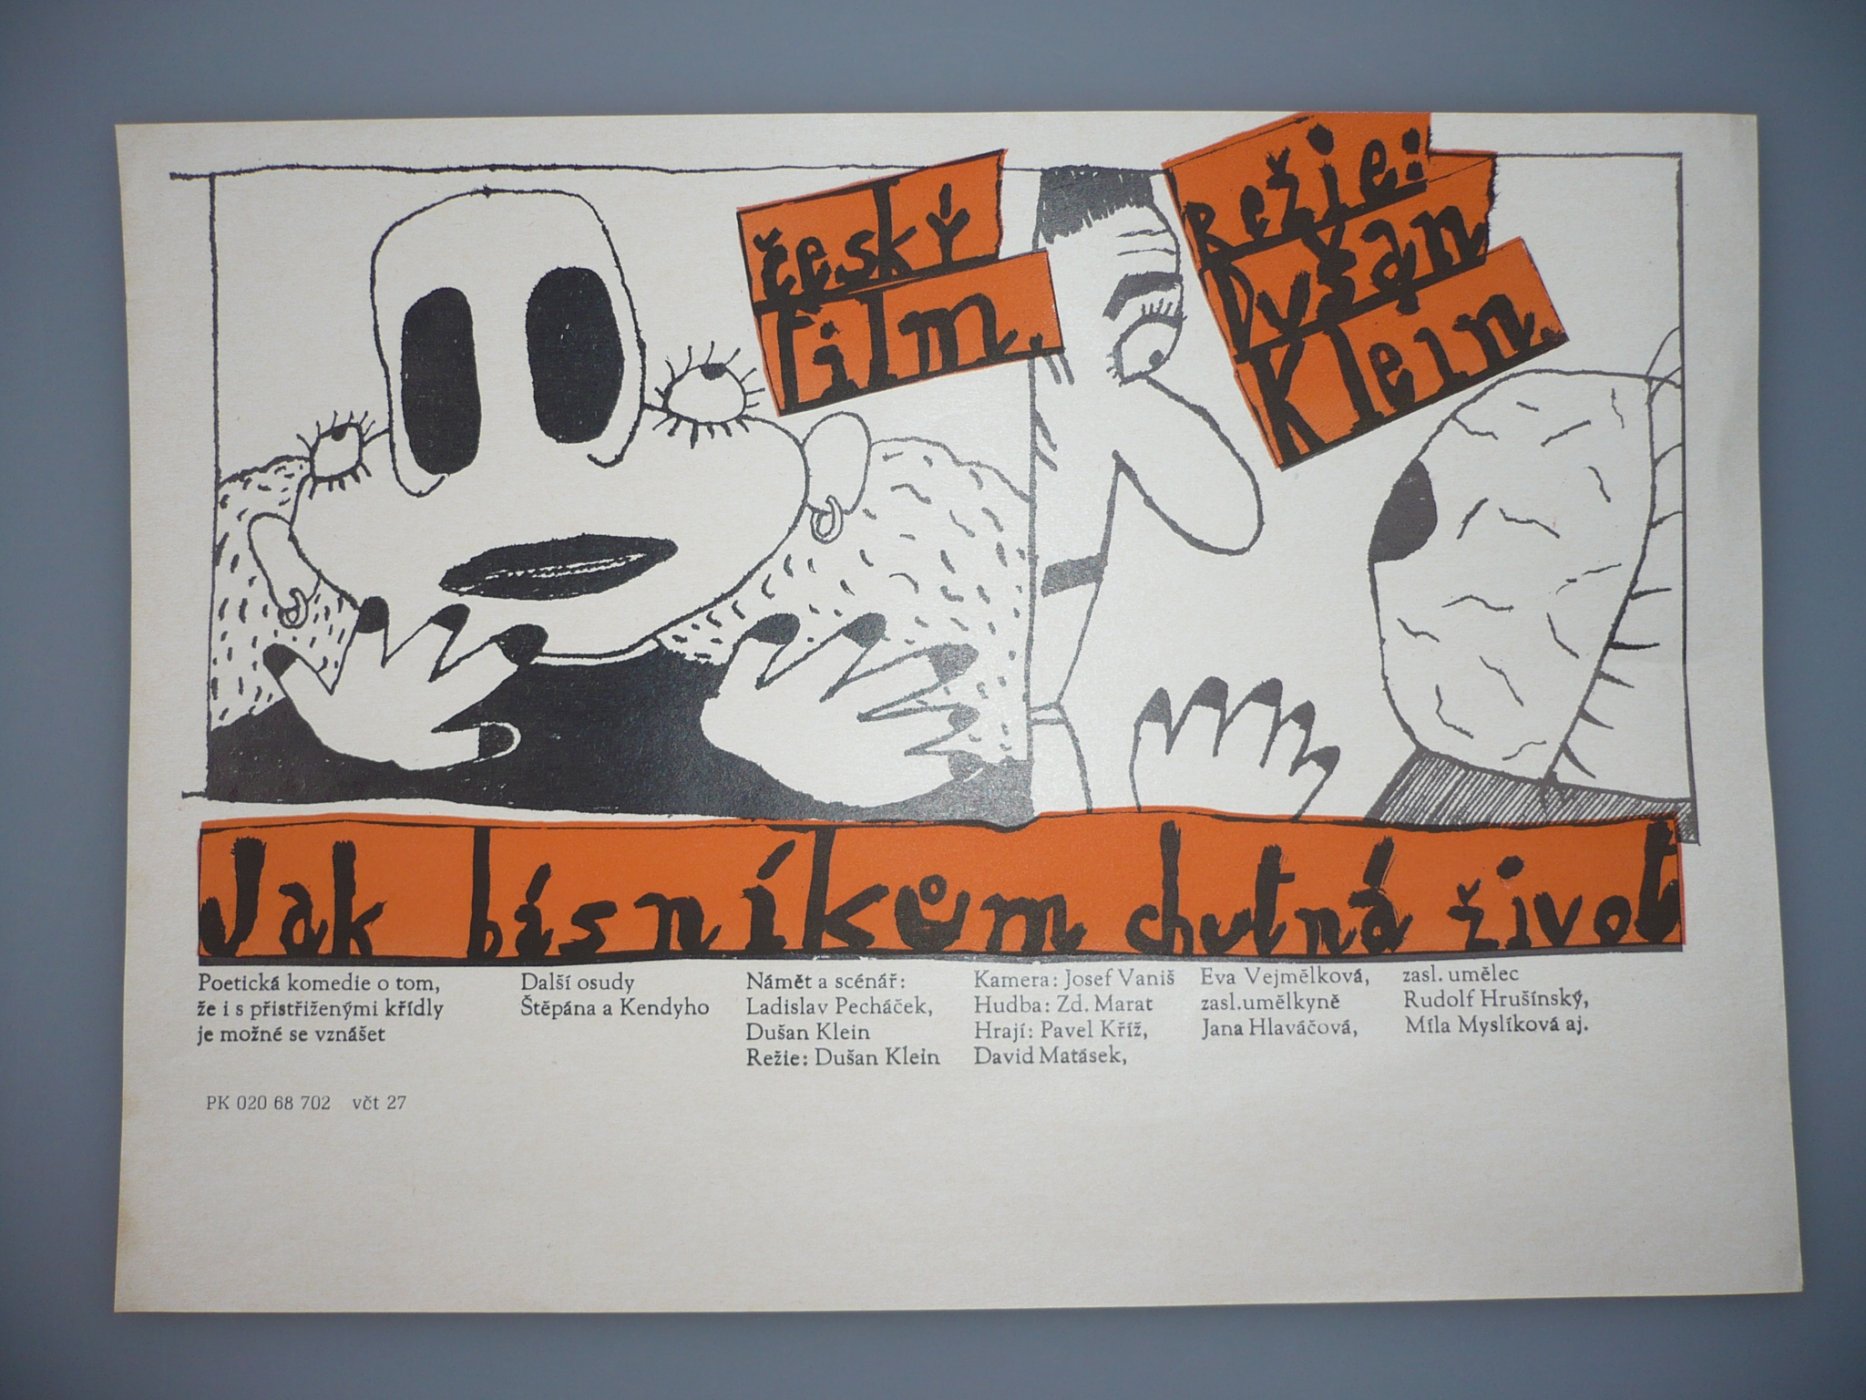 český
film.
Režie:
Dušan
Klein.
Jak básníkům chutná život
Poetická komedie o tom,
že i s přistřiženými křídly
je možné se vznášet
Další osudy
Štěpána a Kendyho
Námět a scénář:
Ladislav Pecháček,
Dušan Klein
Režie: Dušan Klein
Kamera: Josef Vaniš
Hudba: Zd. Marat
Hrají: Pavel Kříž,
David Matásek,
Eva Vejmělková,
zasl.umělkyně
Jana Hlaváčová,
zasl. umělec
Rudolf Hrušínský,
Míla Myslíková aj.
PK 020 68 702 včt 27